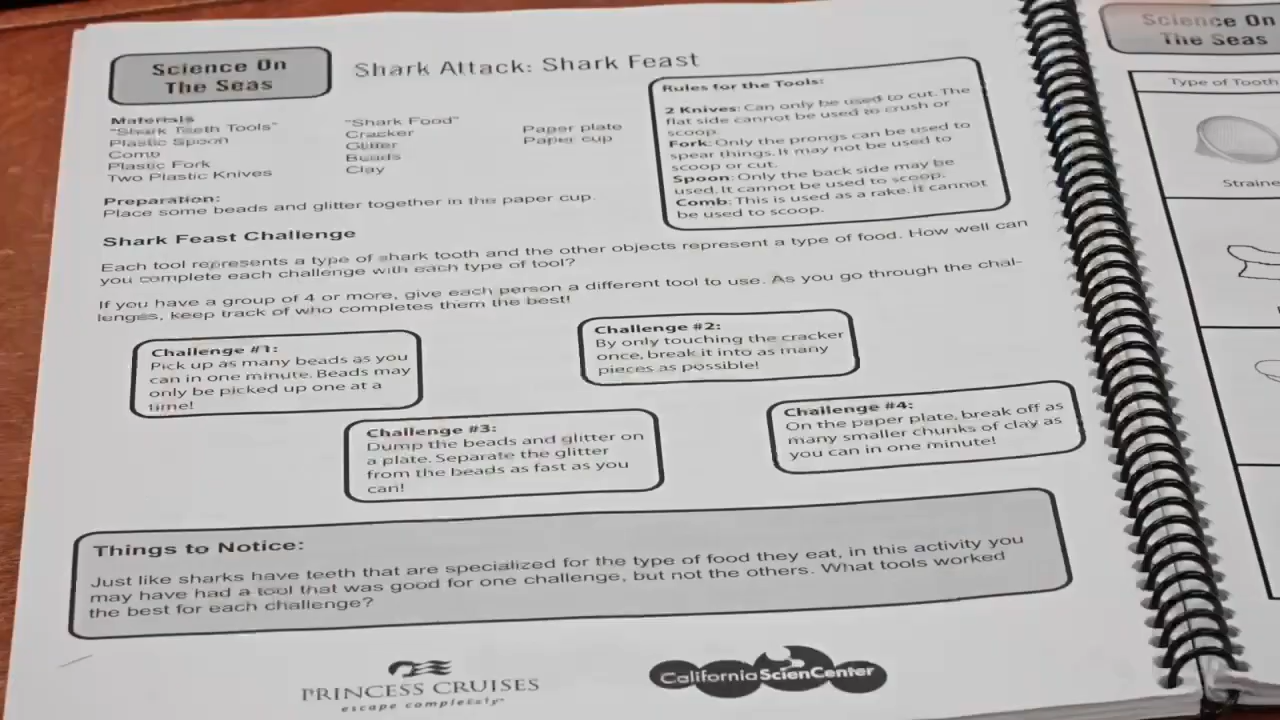 Science On
The Seas
Shark Attack: Shark Feast
Materials
"Shark Teeth Tools"
Plastic Spoon
Comb
Plastic Fork
Two Plastic Knives
"Shark Food"
Cracker
Glitter
Beads
Clay
Paper plate
Paper cup
Rules for the Tools:
2 Knives: Can only be used to cut. The
flat side cannot be used to crush or
scoop.
Fork: Only the prongs can be used to
spear things. It may not be used to
scoop or cut.
Spoon: Only the back side may be
used. It cannot be used to scoop.
Comb: This is used as a rake. It cannot
be used to scoop.
Preparation:
Place some beads and glitter together in the paper cup.
Shark Feast Challenge
Each tool represents a type of shark tooth and the other objects represent a type of food. How well can
you complete each challenge with each type of tool?
If you have a group of 4 or more, give each person a different tool to use. As you go through the chal-
lenges, keep track of who completes them the best!
Challenge #1:
Pick up as many beads as you
can in one minute. Beads may
only be picked up one at a
time!
Challenge #2:
By only touching the cracker
once, break it into as many
pieces as possible!
Challenge #3:
Dump the beads and glitter on
a plate. Separate the glitter
from the beads as fast as you
can!
Challenge #4:
On the paper plate, break off as
many smaller chunks of clay as
you can in one minute!
Things to Notice:
Just like sharks have teeth that are specialized for the type of food they eat, in this activity you
may have had a tool that was good for one challenge, but not the others. What tools worked
the best for each challenge?
PRINCESS CRUISES
escape completely
California ScienCenter
Science On
The Seas
Type of Tooth
Straine